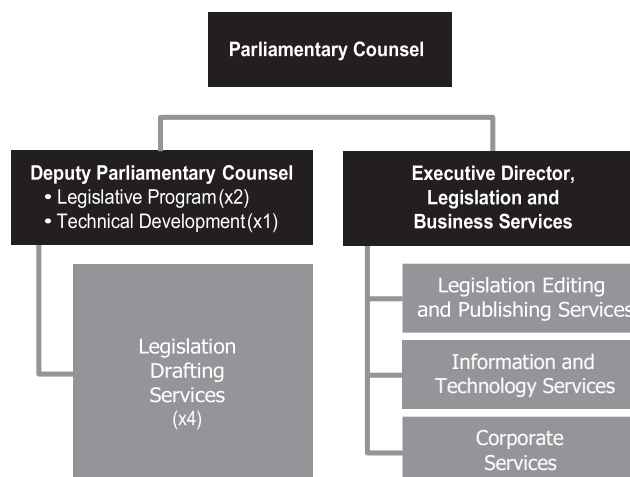 Parliamentary Counsel
Deputy Parliamentary Counsel
• Legislative Program (x2)
• Technical Development (x1)
Executive Director,
Legislation and
Business Services
Legislation
Drafting
Services
(x4)
Legislation Editing
and Publishing Services
Information and
Technology Services
Corporate
Services